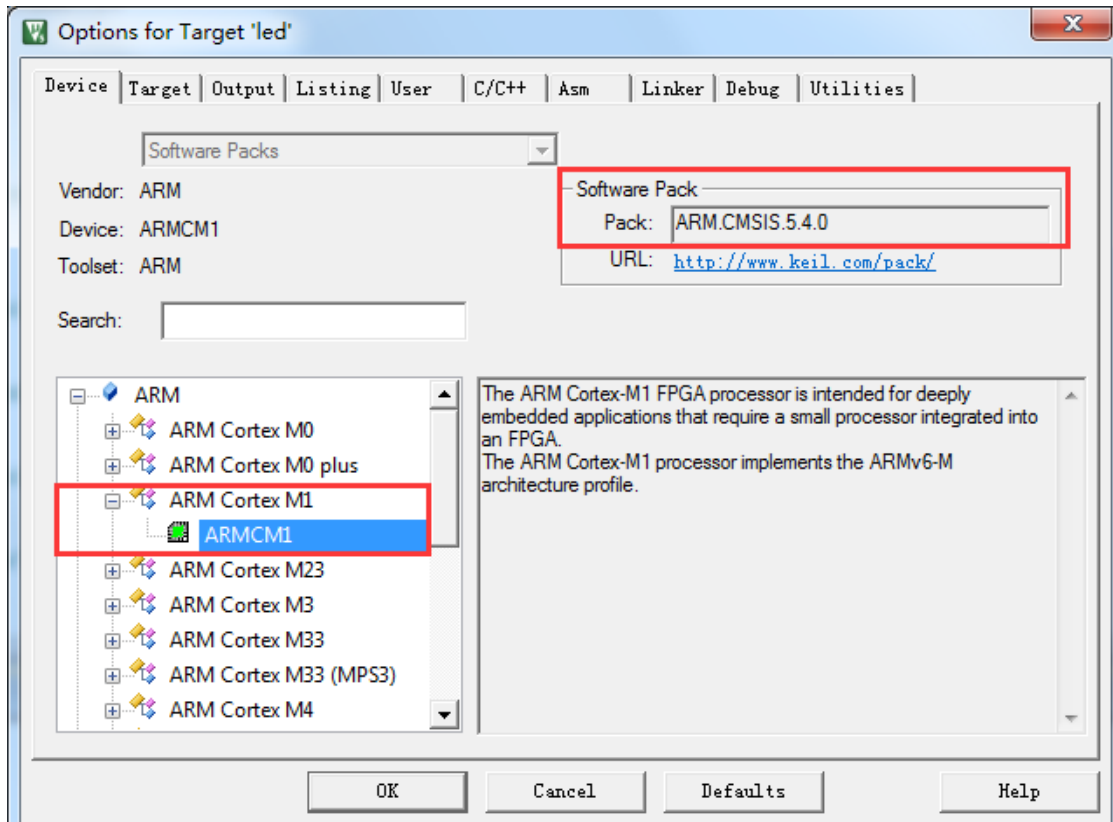 Options for Target 'led'
Device Target Output Listing User C/C++ Asm Linker Debug Utilities
Software Packs
Vendor: ARM
Device: ARMCM1
Toolset: ARM
Software Pack
Pack: ARM.CMSIS.5.4.0
URL: http://www.keil.com/pack/
Search:
ARM
ARM Cortex M0
ARM Cortex M0 plus
ARM Cortex M1
ARMCM1
ARM Cortex M23
ARM Cortex M3
ARM Cortex M33
ARM Cortex M33 (MPS3)
ARM Cortex M4
The ARM Cortex-M1 FPGA processor is intended for deeply
embedded applications that require a small processor integrated into
an FPGA.
The ARM Cortex-M1 processor implements the ARMv6-M
architecture profile.
OK Cancel Defaults Help